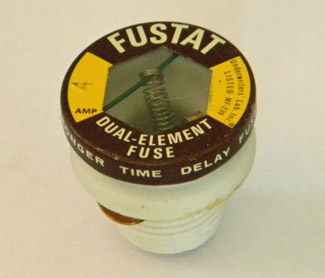 FUSTAT
AMP
Underwriters' Lab. Inc.
LISTED
DUAL-ELEMENT
FUSE
TIME DELAY